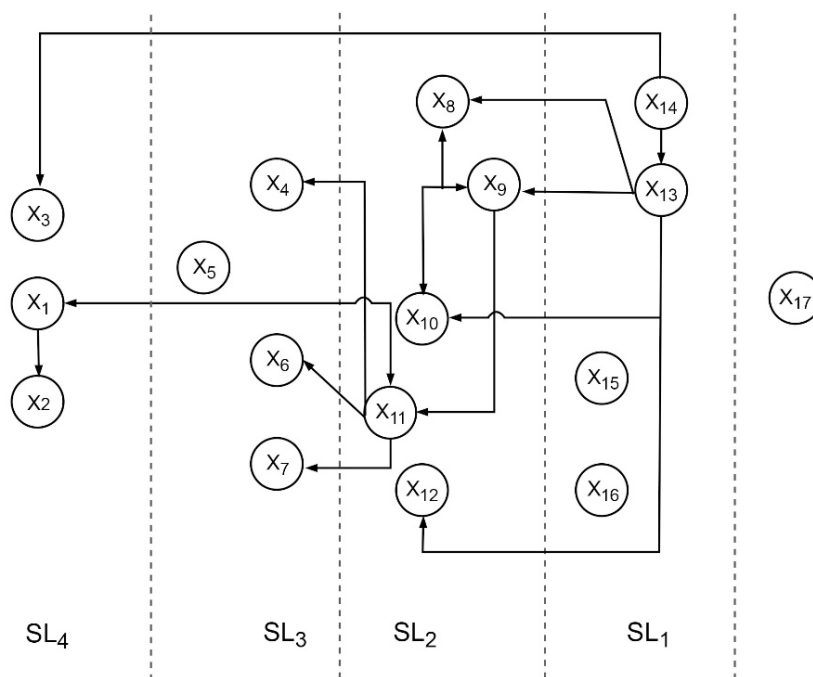 X₈
X₁₄
X₄
X₉
X₁₃
X₃
X₅
X₁
X₁₀
X₁₇
X₆
X₁₅
X₂
X₁₁
X₇
X₁₂
X₁₆
SL₄
SL₃
SL₂
SL₁